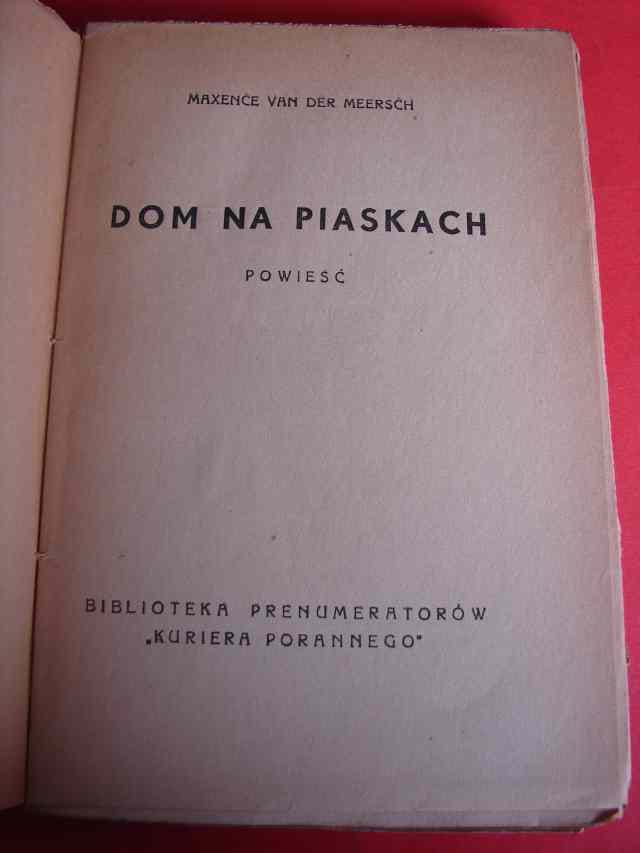 MAXENCE VAN DER MEERSCH
DOM NA PIASKACH
POWIEŚĆ
BIBLIOTEKA PRENUMERATORÓW
„KURIERA PORANNEGO"